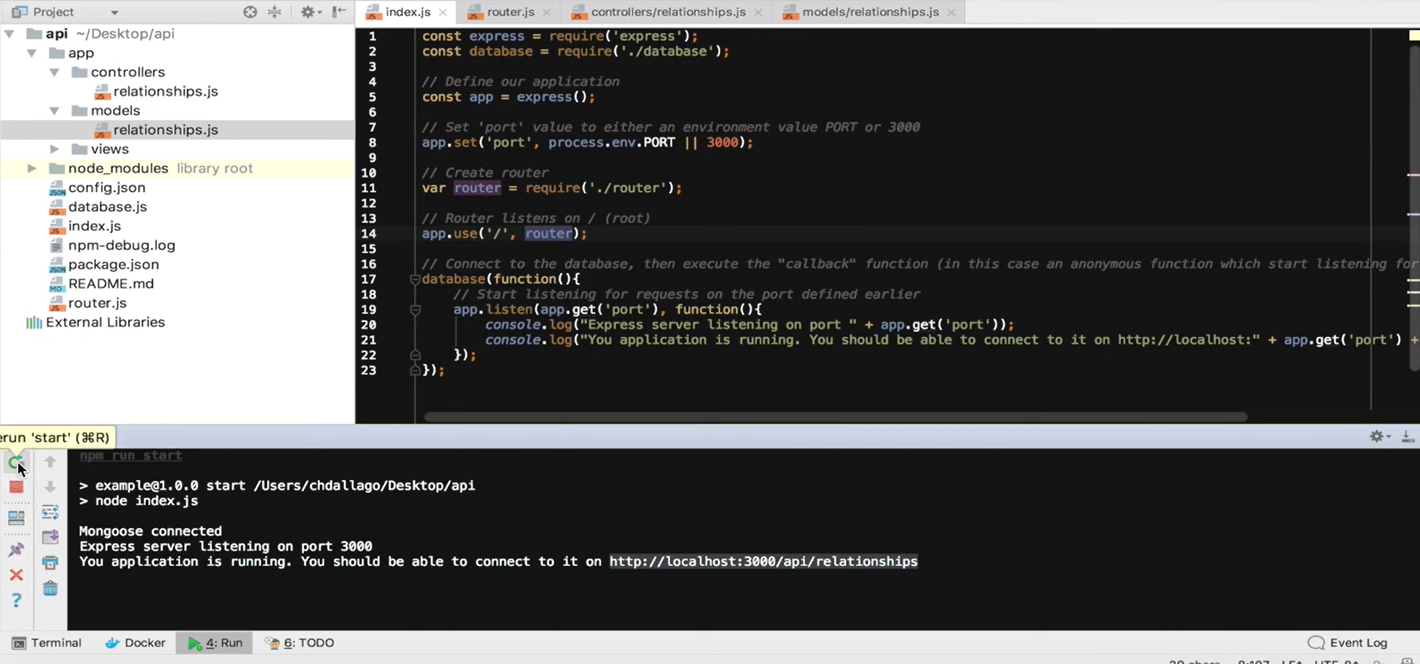 Project
index.js
router.js
controllers/relationships.js
models/relationships.js
api ~/Desktop/api
app
controllers
relationships.js
models
relationships.js
views
node_modules library root
config.json
database.js
index.js
npm-debug.log
package.json
README.md
router.js
External Libraries
1 const express = require('express');
2 const database = require('./database');
3
4 // Define our application
5 const app = express();
6
7 // Set 'port' value to either an environment value PORT or 3000
8 app.set('port', process.env.PORT || 3000);
9
10 // Create router
11 var router = require('./router');
12
13 // Router listens on / (root)
14 app.use('/', router);
15
16 // Connect to the database, then execute the "callback" function (in this case an anonymous function which start listening for
17 database(function(){
18 // Start listening for requests on the port defined earlier
19 app.listen(app.get('port'), function(){
20 console.log("Express server listening on port " + app.get('port'));
21 console.log("You application is running. You should be able to connect to it on http://localhost:" + app.get('port') +
22 });
23 });
erun 'start' (⌘R)
npm run start
> example@1.0.0 start /Users/chdallago/Desktop/api
> node index.js
Mongoose connected
Express server listening on port 3000
You application is running. You should be able to connect to it on http://localhost:3000/api/relationships
Terminal
Docker
4: Run
6: TODO
Event Log